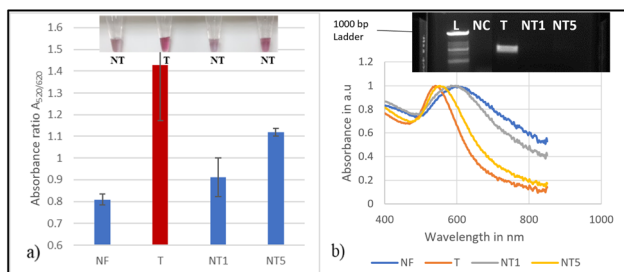 NT T NT NT
1.6
1.5
1.4
1.3
1.2
1.1
1
0.9
0.8
0.7
0.6
Absorbance ratio A520/620
NF T NT1 NT5
a)
1000 bp
Ladder
L NC T NT1 NT5
1
0.8
0.6
0.4
0.2
0
Absorbance in a.u
400 600 800 1000
Wavelength in nm
b)
NF T NT1 NT5